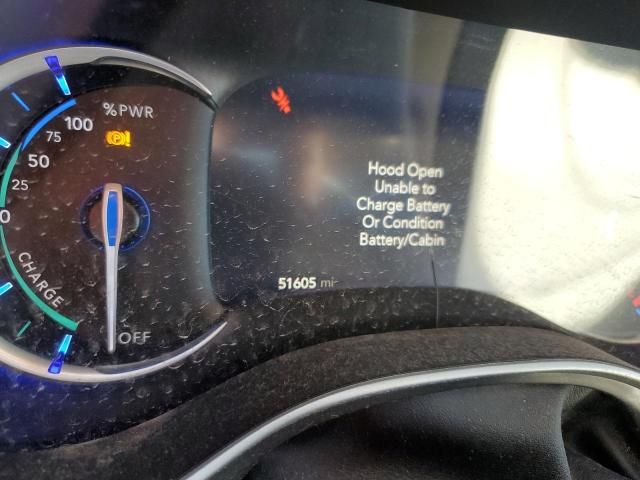 %PWR
100
75
50
25
0
CHARGE
OFF
P
Hood Open
Unable to
Charge Battery
Or Condition
Battery/Cabin
51605 mi